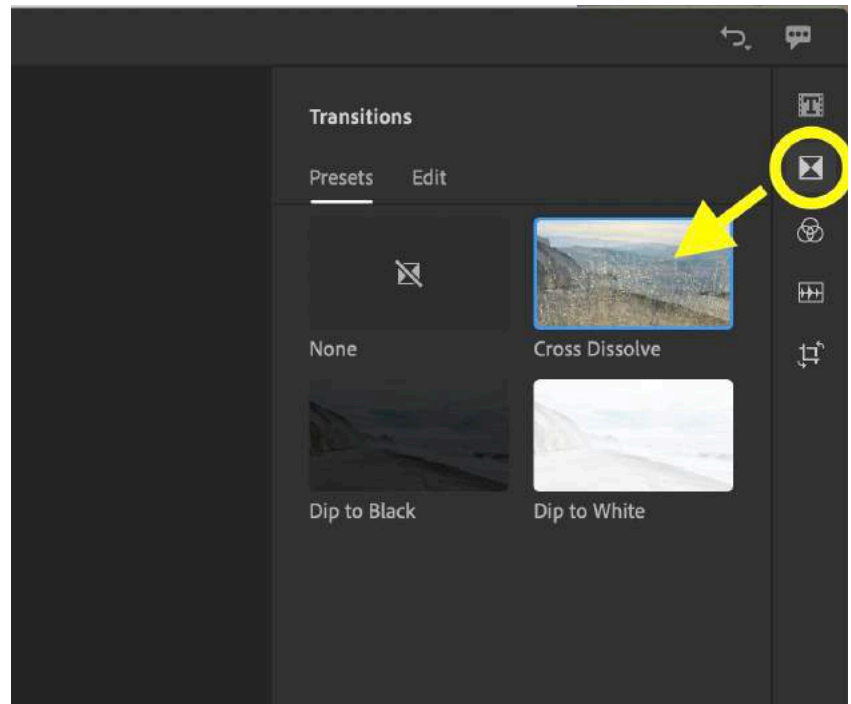 Transitions
Presets Edit
None Cross Dissolve
Dip to Black Dip to White